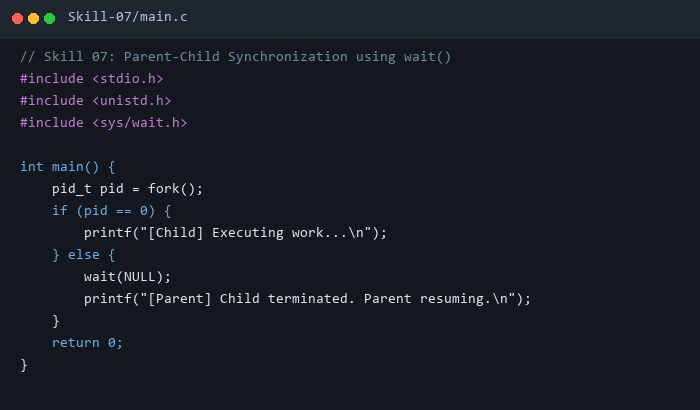 Skill-07/main.c
// Skill 07: Parent-Child Synchronization using wait()
#include <stdio.h>
#include <unistd.h>
#include <sys/wait.h>
int main() {
    pid_t pid = fork();
    if (pid == 0) {
        printf("[Child] Executing work...\n");
    } else {
        wait(NULL);
        printf("[Parent] Child terminated. Parent resuming.\n");
    }
    return 0;
}